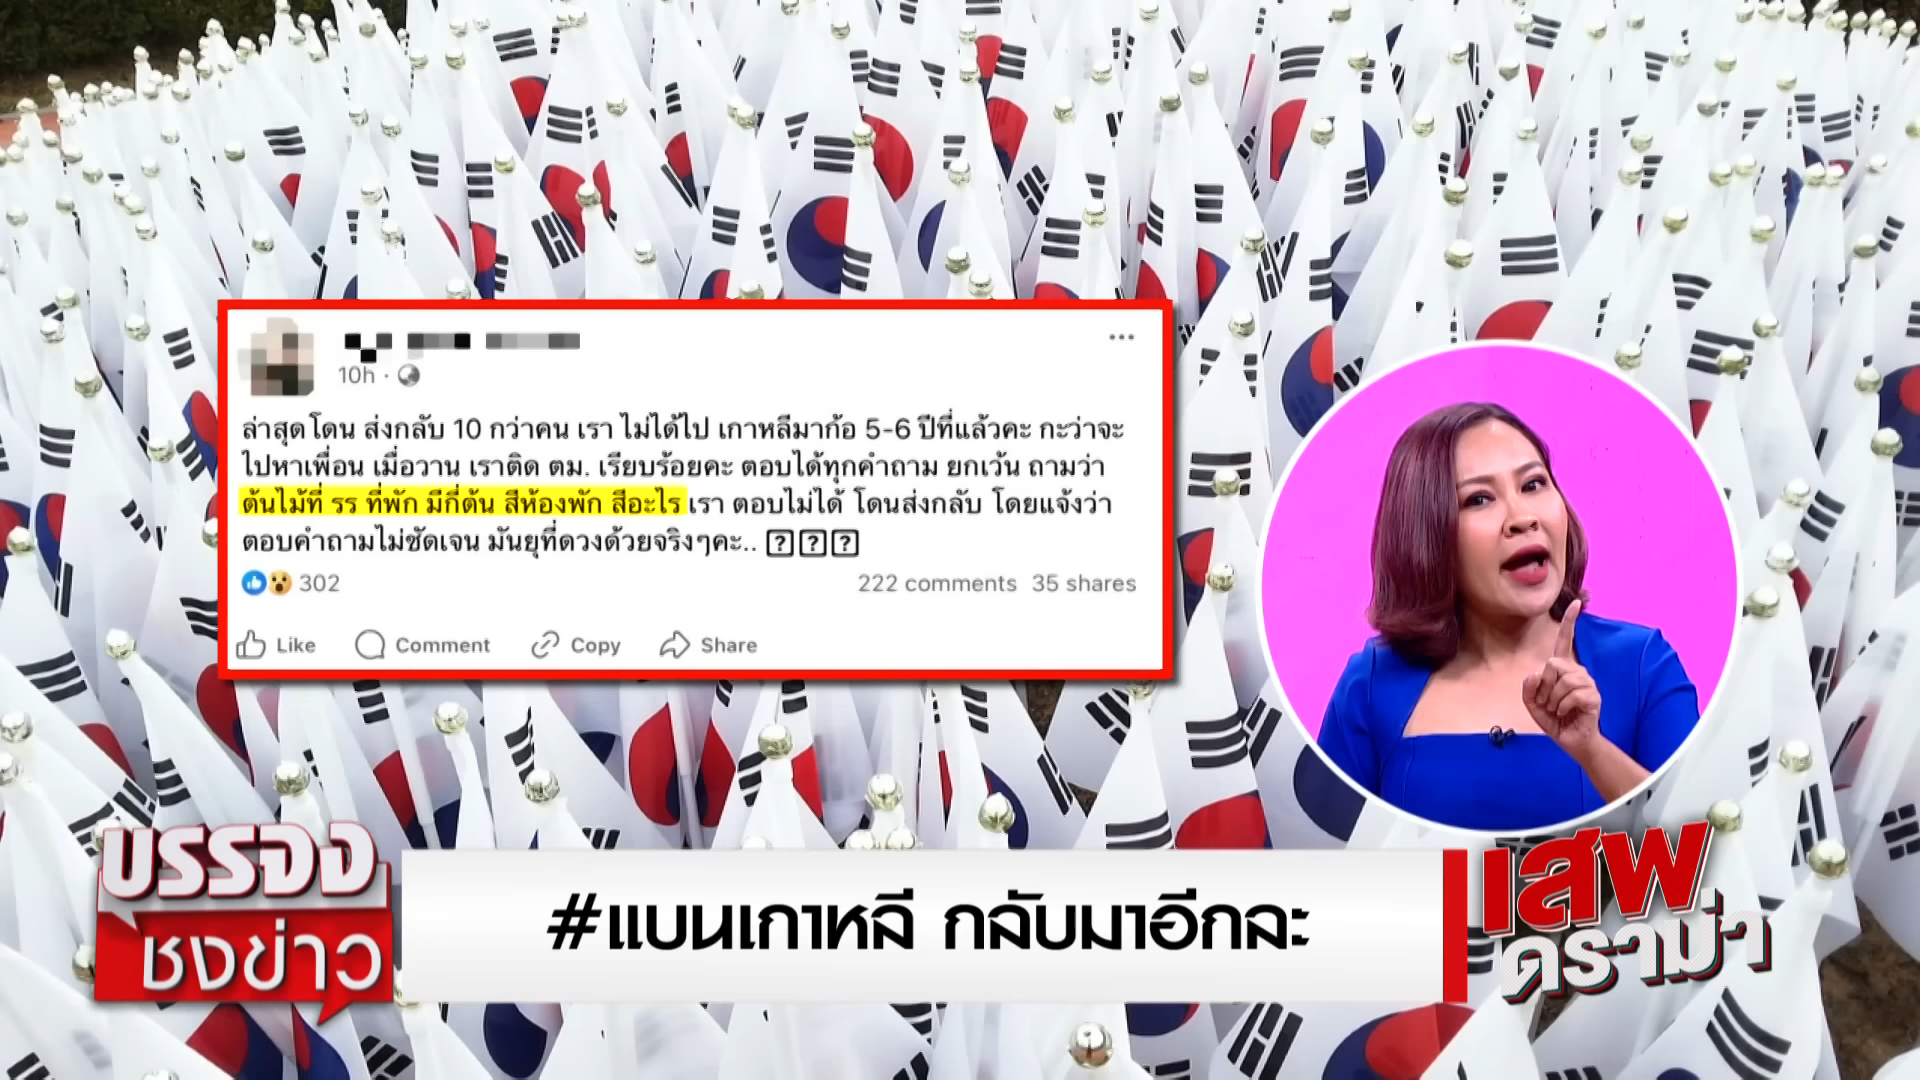 10h ·
ล่าสุดโดน ส่งกลับ 10 กว่าคน เรา ไม่ได้ไป เกาหลีมาก้อ 5-6 ปีที่แล้วคะ กะว่าจะ
ไปหาเพื่อน เมื่อวาน เราติด ตม. เรียบร้อยคะ ตอบได้ทุกคำถาม ยกเว้น ถามว่า
ต้นไม้ที่ รร ที่พัก มีกี่ต้น สีห้องพัก สีอะไร เรา ตอบไม่ได้ โดนส่งกลับ โดยแจ้งว่า
ตอบคำถามไม่ชัดเจน มันยุที่ดวงด้วยจริงๆคะ..
302
222 comments 35 shares
Like Comment Copy Share
บรรจง
ชงข่าว
#แบนเกาหลี กลับมาอีกละ
เสพ
ดราม่า